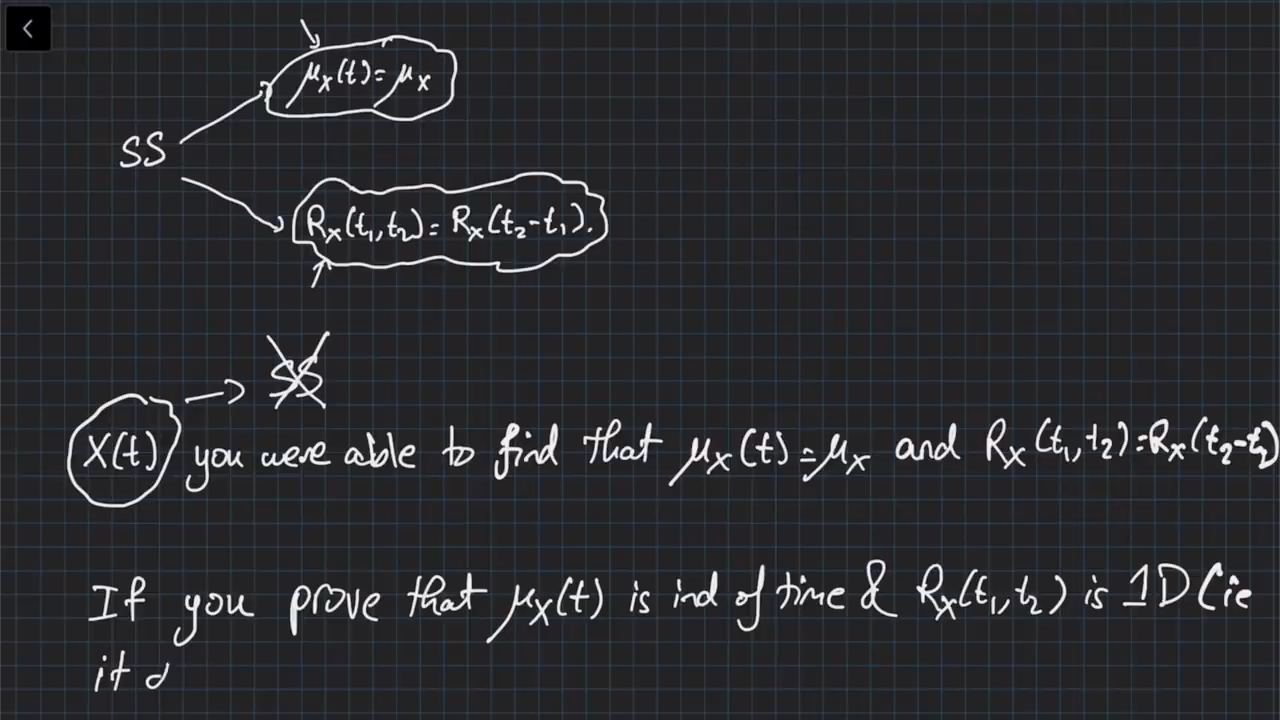 μx(t)= μx
SS
Rx(t₁,t₂)= Rx(t₂-t₁).
SS
X(t) you were able to find that μx(t)=μx and Rx(t₁,t₂)=Rx(t₂-t₁)
If you prove that μx(t) is ind of time & Rx(t₁,t₂) is 1D (ie
it d